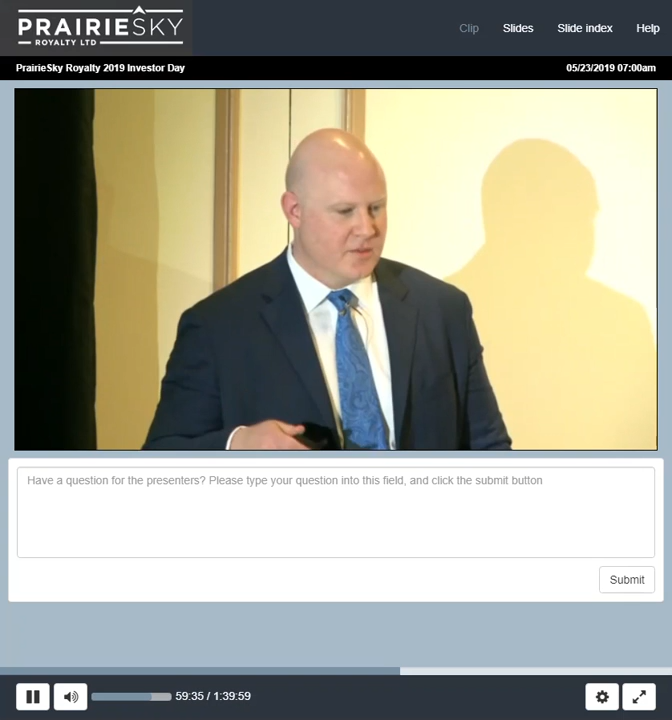 PRAIRIESKY
ROYALTY LTD
Clip Slides Slide index Help
PrairieSky Royalty 2019 Investor Day 05/23/2019 07:00am
Have a question for the presenters? Please type your question into this field, and click the submit button
Submit
59:35 / 1:39:59